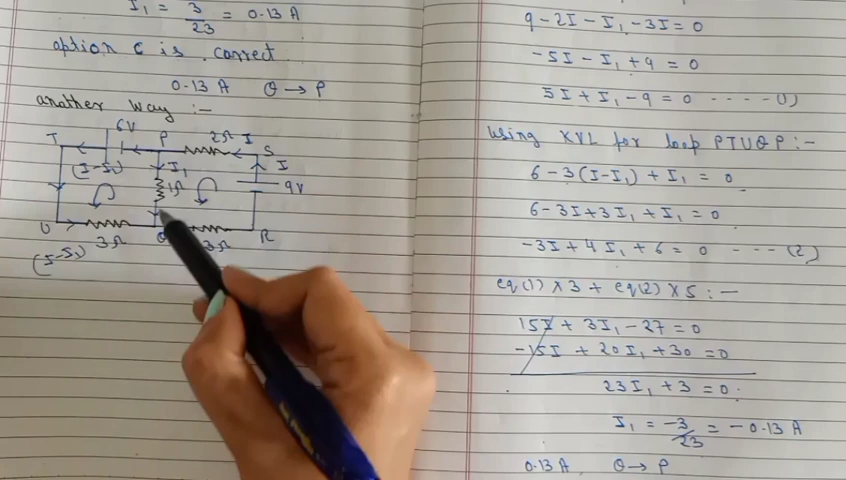 I₁ = 3/23 = 0.13 A
option c is correct
0.13 A Q → P
another way :-
6V
T P 2Ω I S
(I-I₁) I₁ I
1Ω 9V
U 3Ω 3Ω R
(I-I₁)
9-2I-I₁-3I=0
-5I-I₁+9=0
5I+I₁-9=0 ----(1)
using KVL for loop PTUQP:-
6-3(I-I₁)+I₁=0
6-3I+3I₁+I₁=0
-3I+4I₁+6=0 ---(2)
eq(1)×3+eq(2)×5:-
15I+3I₁-27=0
-15I+20I₁+30=0
23I₁+3=0
I₁ = -3/23 = -0.13 A
0.13 A Q → P